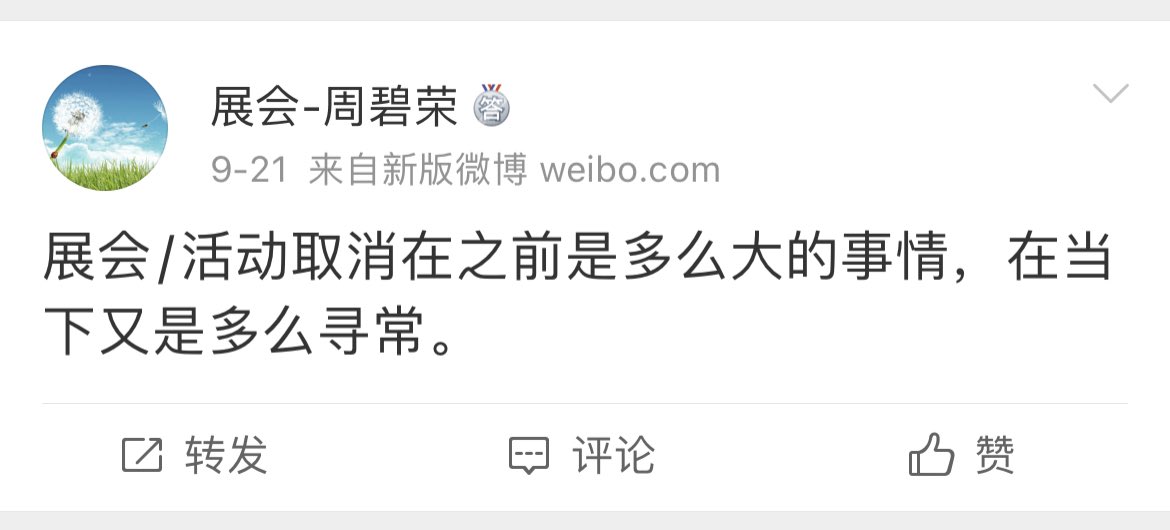 展会-周碧荣 答
9-21 来自新版微博 weibo.com
展会/活动取消在之前是多么大的事情，在当
下又是多么寻常。
转发 评论 赞